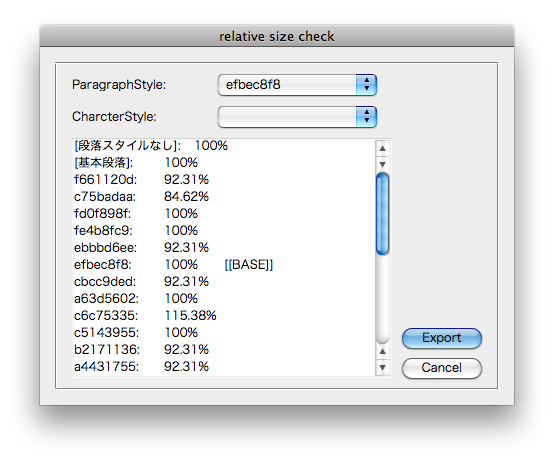 relative size check
ParagraphStyle: efbec8f8
CharcterStyle:
[段落スタイルなし]: 100%
[基本段落]: 100%
f661120d: 92.31%
c75badaa: 84.62%
fd0f898f: 100%
fe4b8fc9: 100%
ebbbd6ee: 92.31%
efbec8f8: 100% [[BASE]]
cbcc9ded: 92.31%
a63d5602: 100%
c6c75335: 115.38%
c5143955: 100%
b2171136: 92.31%
a4431755: 92.31%
Export
Cancel